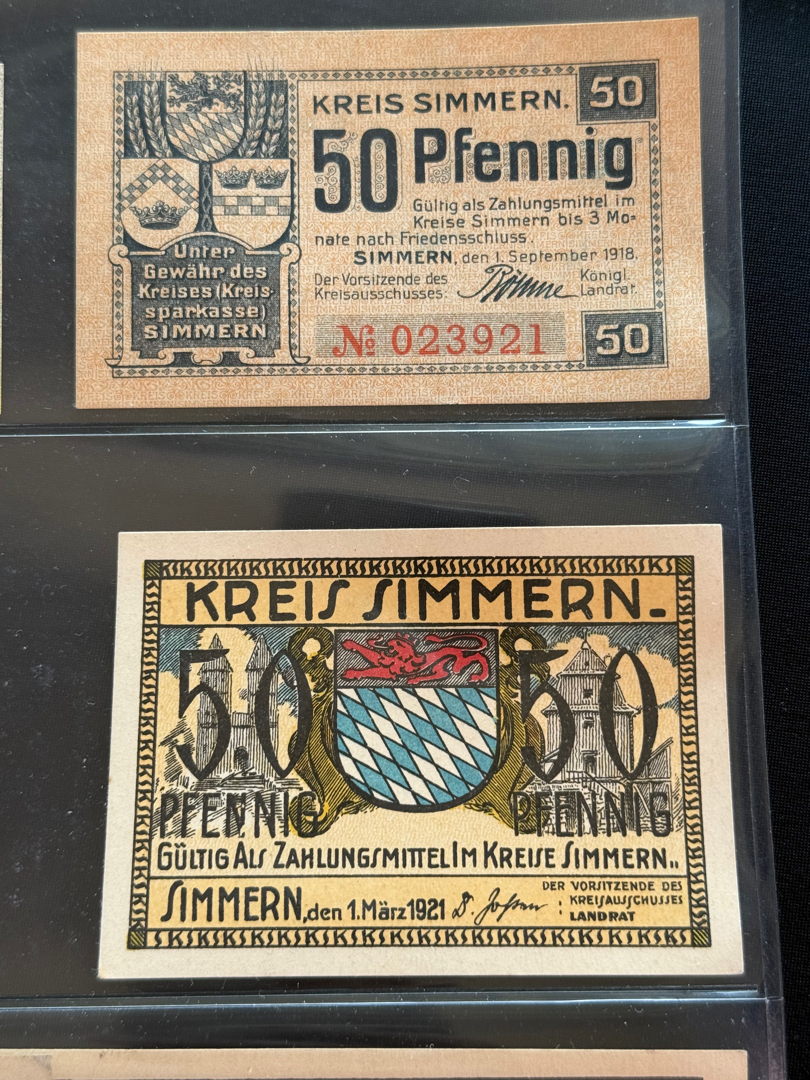 KREIS SIMMERN.
50
50 Pfennig
Gültig als Zahlungsmittel im
Kreise Simmern bis 3 Mo=
nate nach Friedensschluss.
SIMMERN, den 1. September 1918.
Der Vorsitzende des
Kreisausschusses:
Böhme
Königl.
Landrat.
Unter
Gewähr des
Kreises (Kreis-
sparkasse)
SIMMERN
№ 023921
50
KREIS SIMMERN.
50
PFENNIG
50
PFENNIG
GÜLTIG ALS ZAHLUNGSMITTEL IM KREISE SIMMERN..
SIMMERN, den 1. März 1921
DER VORSITZENDE DES
KREISAUSSCHUSSES
:
LANDRAT